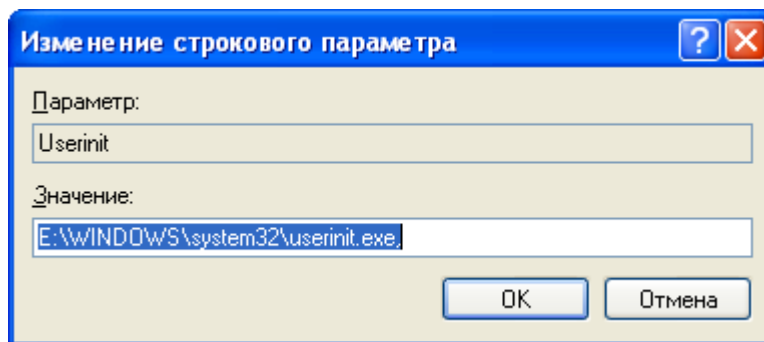 Изменение строкового параметра
?
Параметр:
Userinit
Значение:
E:\WINDOWS\system32\userinit.exe,
OK Отмена